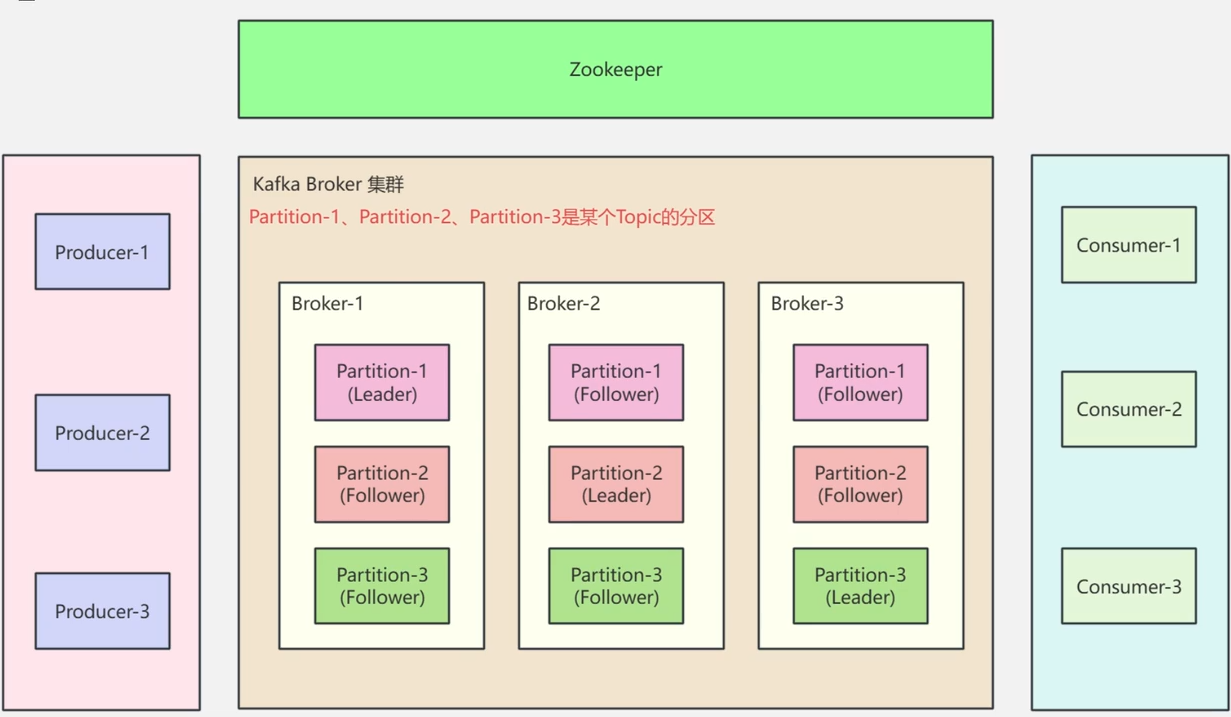 Zookeeper
Kafka Broker 集群
Partition-1、Partition-2、Partition-3是某个Topic的分区
Producer-1
Producer-2
Producer-3
Broker-1
Partition-1
(Leader)
Partition-2
(Follower)
Partition-3
(Follower)
Broker-2
Partition-1
(Follower)
Partition-2
(Leader)
Partition-3
(Follower)
Broker-3
Partition-1
(Follower)
Partition-2
(Follower)
Partition-3
(Leader)
Consumer-1
Consumer-2
Consumer-3